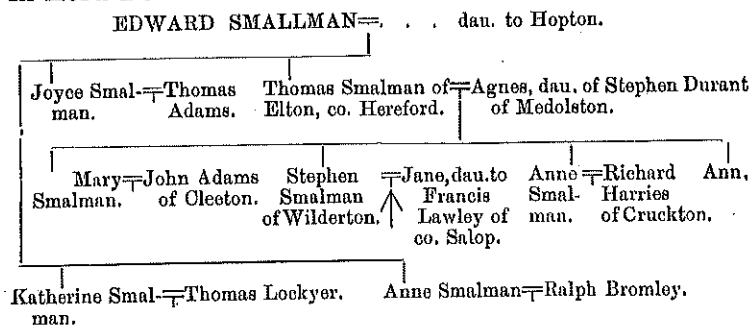 EDWARD SMALLMAN=. . . dau. to Hopton.
Joyce Smal-=Thomas Thomas Smalman of=Agnes, dau. of Stephen Durant
man. Adams. Elton, co. Hereford. of Medolston.
Mary=John Adams Stephen =Jane, dau. to Anne =Richard Ann,
Smalman. of Cleeton. Smalman Francis Smal- Harries
of Wilderton. Lawley of man. of Cruckton.
co. Salop.
Katherine Smal-=Thomas Lockyer. Anne Smalman=Ralph Bromley.
man.